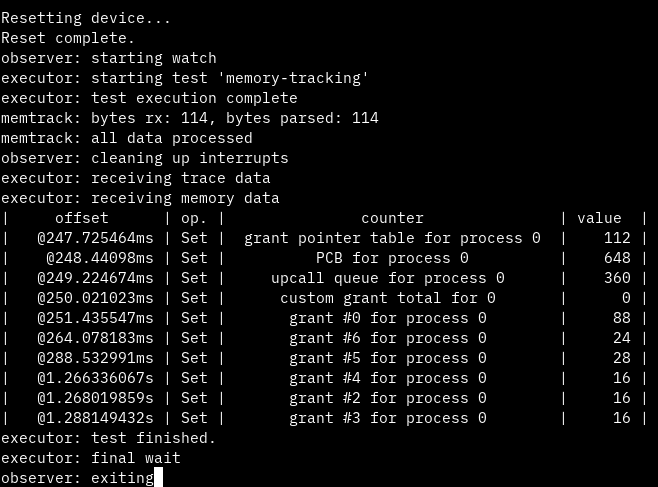 Resetting device...
Reset complete.
observer: starting watch
executor: starting test 'memory-tracking'
executor: test execution complete
memtrack: bytes rx: 114, bytes parsed: 114
memtrack: all data processed
observer: cleaning up interrupts
executor: receiving trace data
executor: receiving memory data
| offset | op. | counter | value |
| @247.725464ms | Set | grant pointer table for process 0 | 112 |
| @248.44098ms | Set | PCB for process 0 | 648 |
| @249.224674ms | Set | upcall queue for process 0 | 360 |
| @250.021023ms | Set | custom grant total for 0 | 0 |
| @251.435547ms | Set | grant #0 for process 0 | 88 |
| @264.078183ms | Set | grant #6 for process 0 | 24 |
| @288.532991ms | Set | grant #5 for process 0 | 28 |
| @1.266336067s | Set | grant #4 for process 0 | 16 |
| @1.268019859s | Set | grant #2 for process 0 | 16 |
| @1.288149432s | Set | grant #3 for process 0 | 16 |
executor: test finished.
executor: final wait
observer: exiting